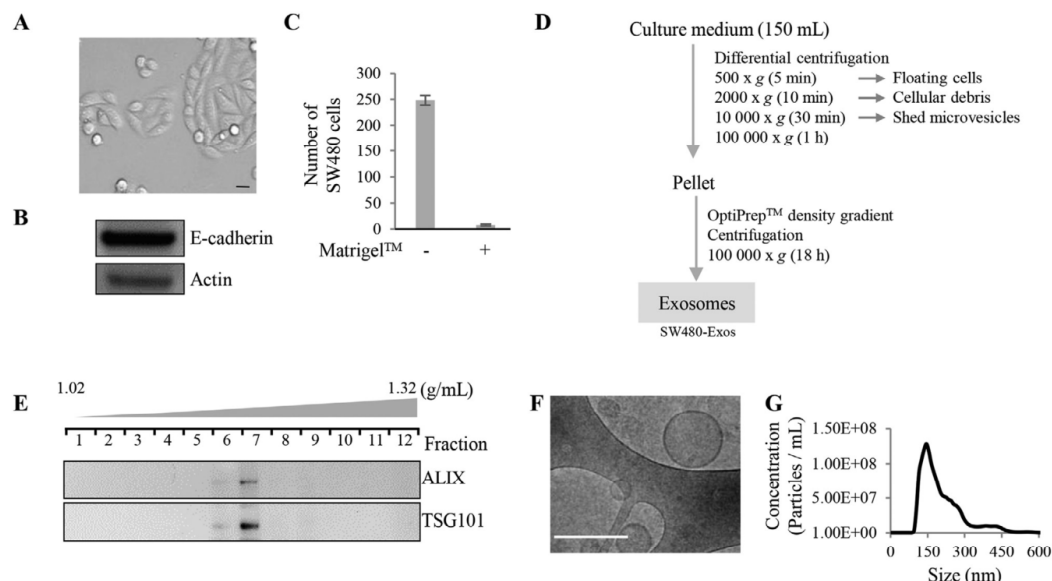 A
B
E-cadherin
Actin
C
Number of
SW480 cells
300
250
200
150
100
50
0
Matrigel™ - +
D
Culture medium (150 mL)
Differential centrifugation
500 x g (5 min) → Floating cells
2000 x g (10 min) → Cellular debris
10 000 x g (30 min) → Shed microvesicles
100 000 x g (1 h)
Pellet
OptiPrep™ density gradient
Centrifugation
100 000 x g (18 h)
Exosomes
SW480-Exos
E
1.02 1.32 (g/mL)
1 2 3 4 5 6 7 8 9 10 11 12 Fraction
ALIX
TSG101
F
G
Concentration
(Particles / mL)
1.50E+08
1.00E+08
5.00E+07
1.00E+00
0 150 300 450 600
Size (nm)